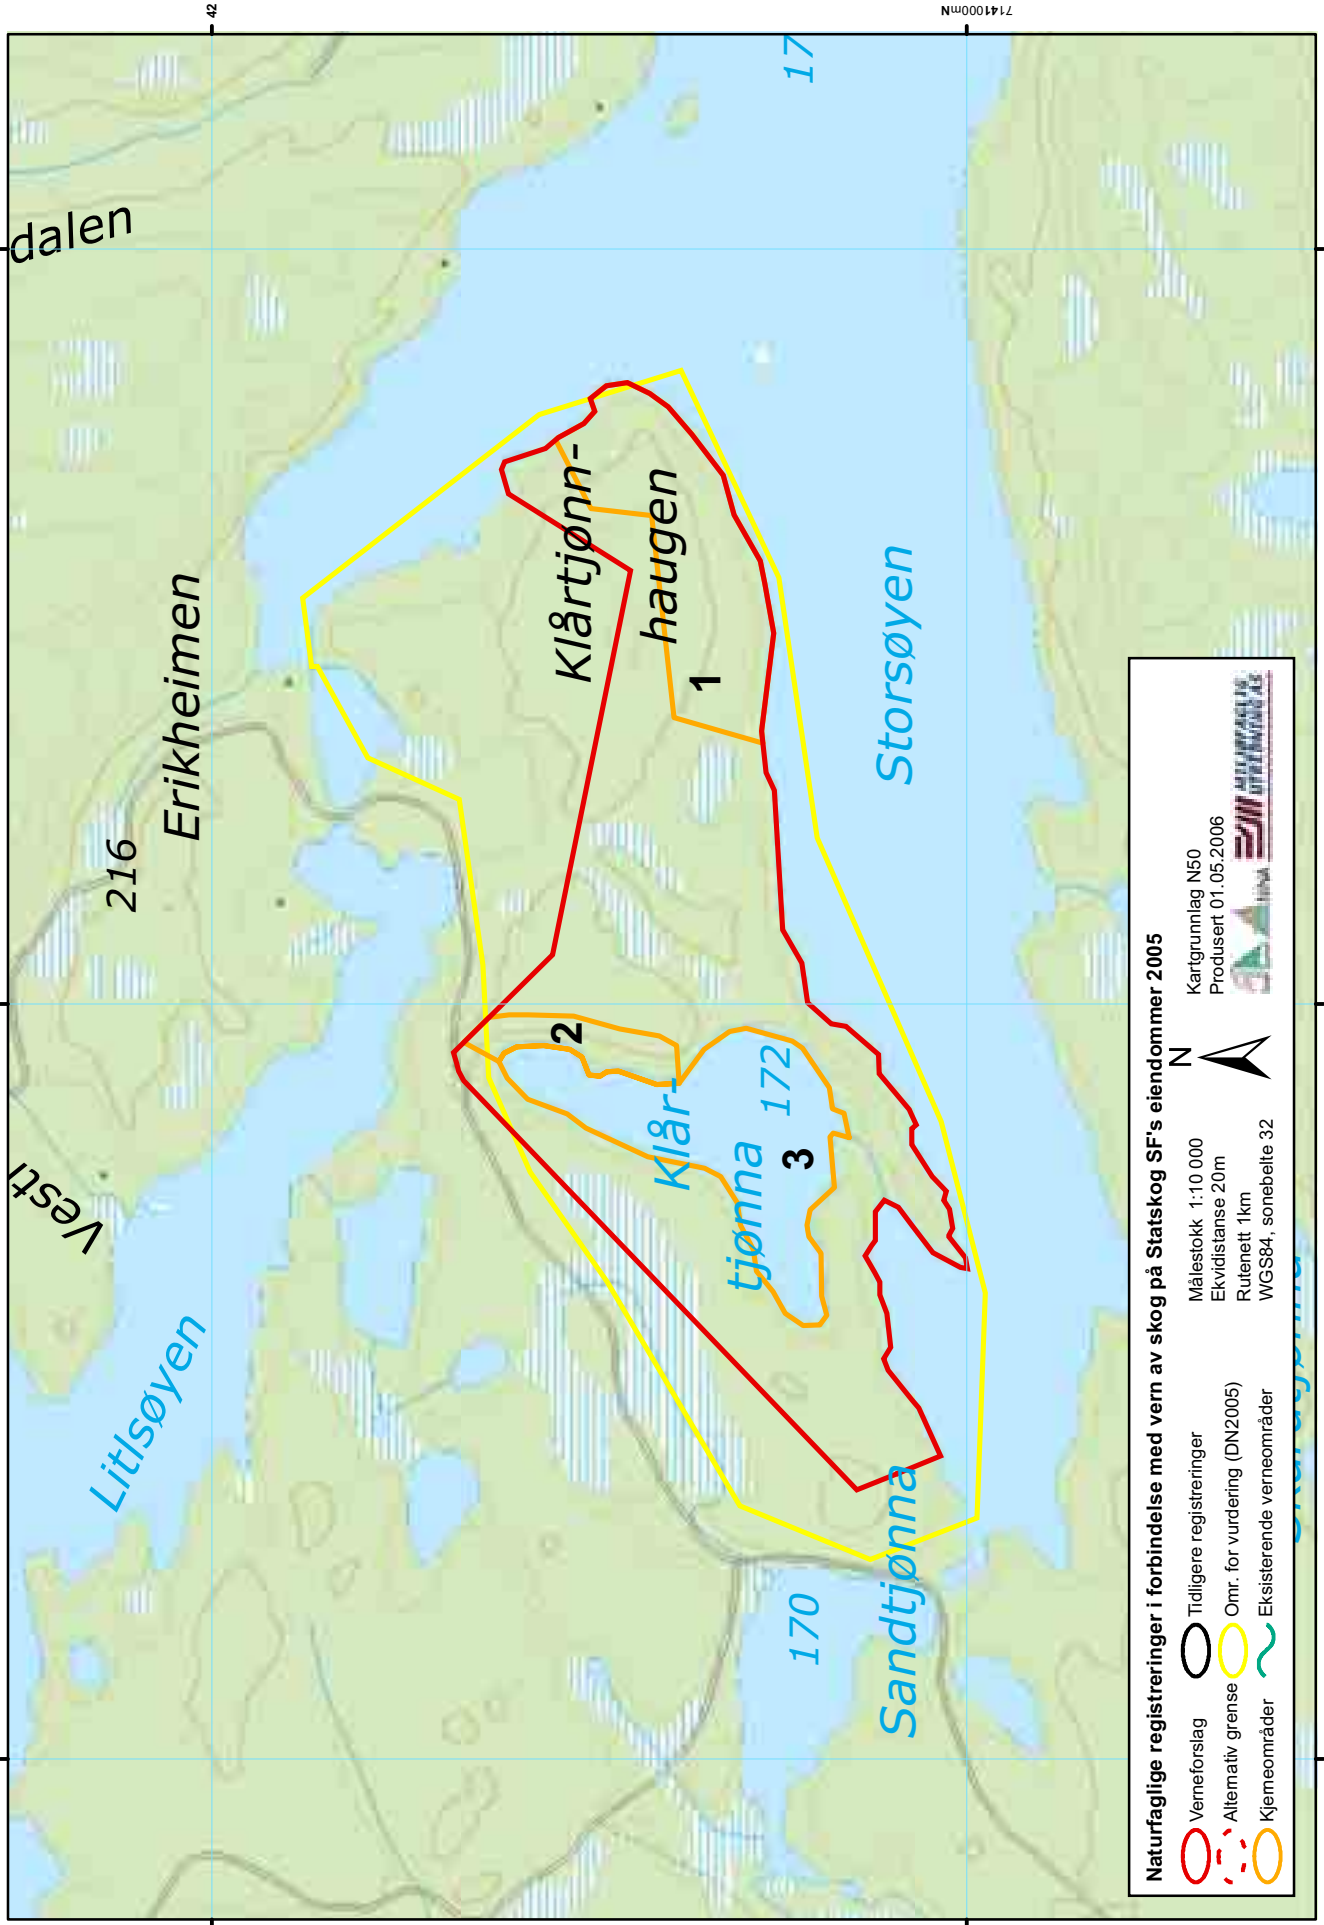 42
7141000mN
dalen
Erikheimen
216
Vestr
Litlsøyen
Klårtjønn-
haugen
17
1
2
3
Klår-
tjønna
172
Storsøyen
170
Sandtjønna
Naturfaglige registreringer i forbindelse med vern av skog på Statskog SF's eiendommer 2005
Verneforslag
Alternativ grense
Kjerneområder
Tidligere registreringer
Omr. for vurdering (DN2005)
Eksisterende verneområder
Målestokk 1:10 000
Ekvidistanse 20m
Rutenett 1km
WGS84, sonebelte 32
N
Kartgrunnlag N50
Produsert 01.05.2006
NINA